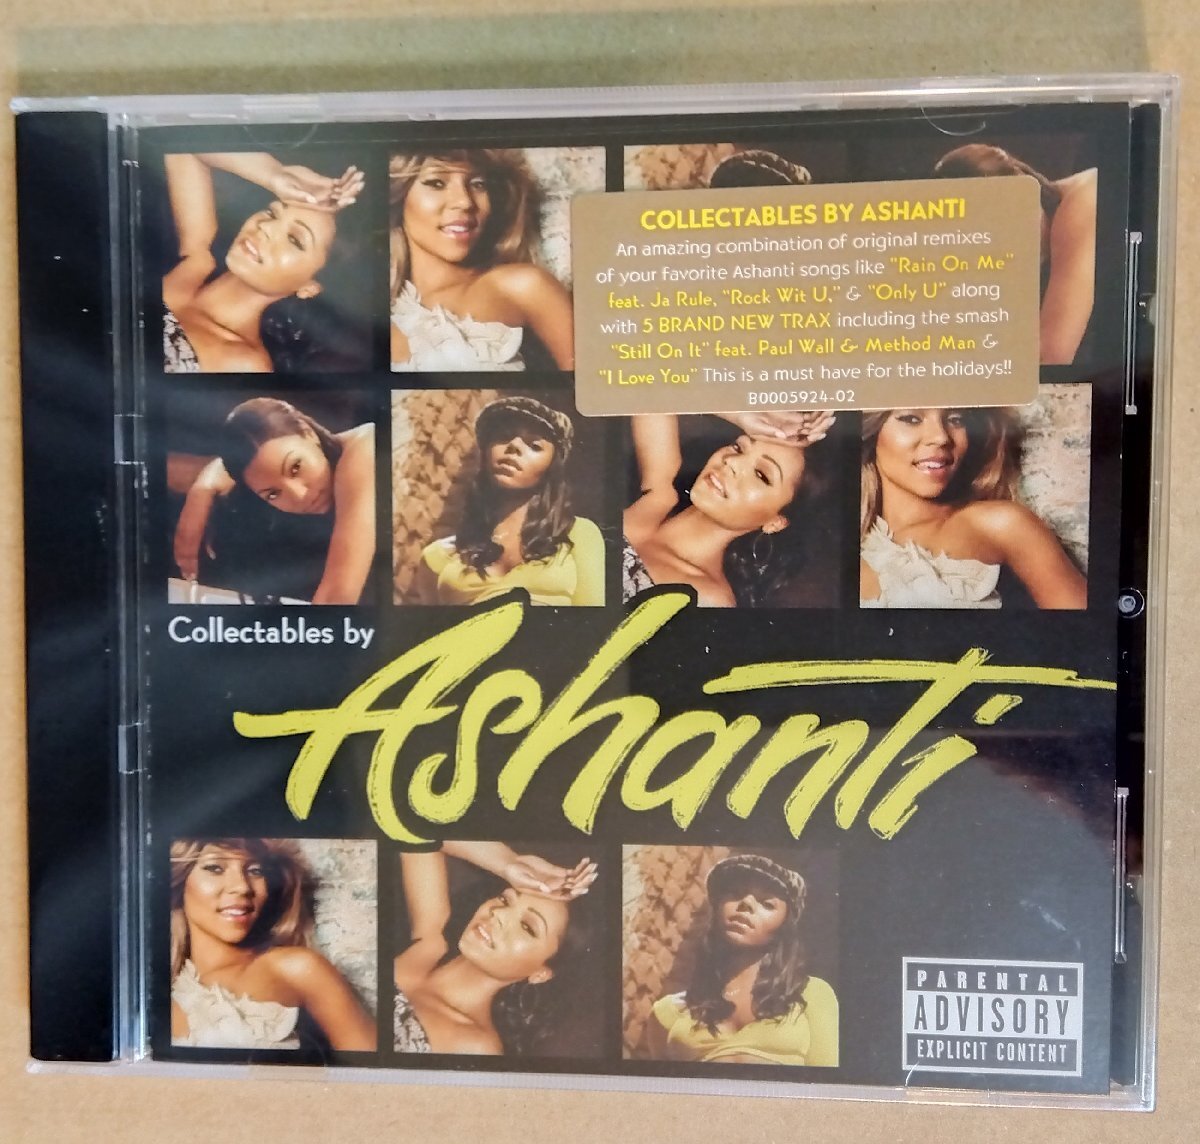 COLLECTABLES BY ASHANTI
An amazing combination of original remixes
of your favorite Ashanti songs like "Rain On Me"
feat. Ja Rule, "Rock Wit U," & "Only U" along
with 5 BRAND NEW TRAX including the smash
"Still On It" feat. Paul Wall & Method Man &
"I Love You" This is a must have for the holidays!!
B0005924-02
Collectables by
Ashanti
PARENTAL
ADVISORY
EXPLICIT CONTENT